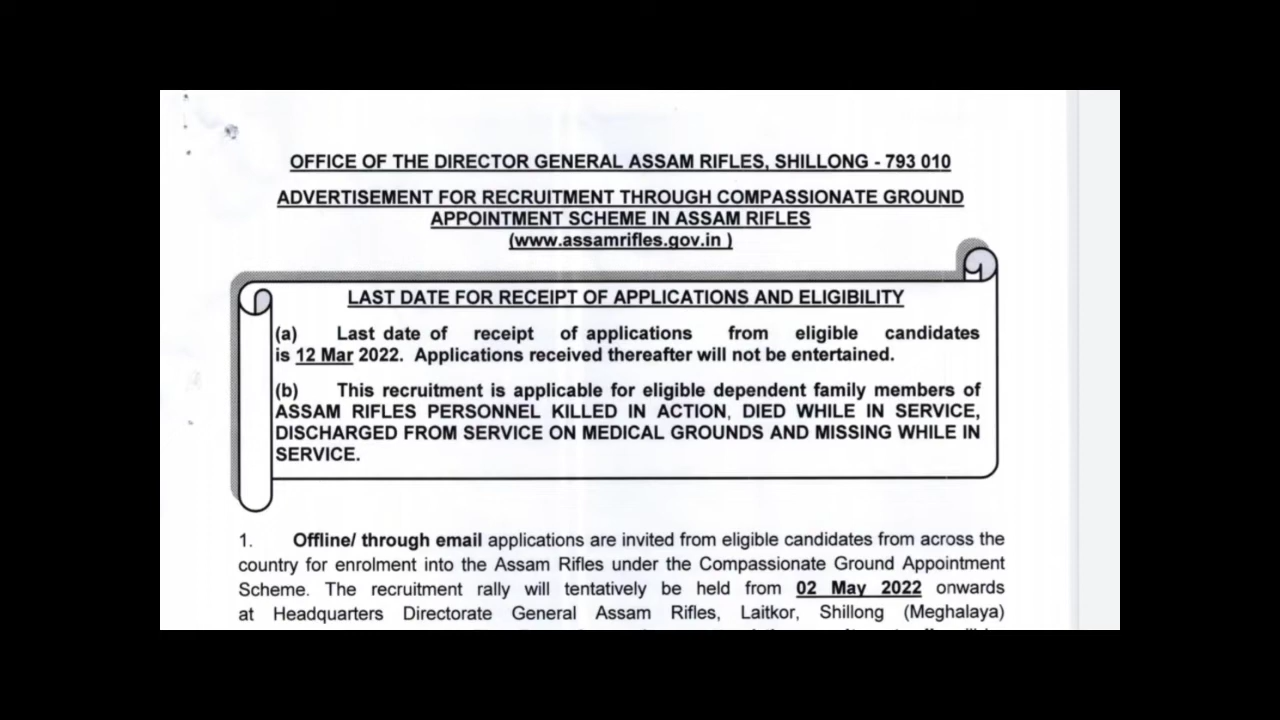 OFFICE OF THE DIRECTOR GENERAL ASSAM RIFLES, SHILLONG - 793 010
ADVERTISEMENT FOR RECRUITMENT THROUGH COMPASSIONATE GROUND
APPOINTMENT SCHEME IN ASSAM RIFLES
(www.assamrifles.gov.in )
LAST DATE FOR RECEIPT OF APPLICATIONS AND ELIGIBILITY
(a) Last date of receipt of applications from eligible candidates
is 12 Mar 2022. Applications received thereafter will not be entertained.
(b) This recruitment is applicable for eligible dependent family members of
ASSAM RIFLES PERSONNEL KILLED IN ACTION, DIED WHILE IN SERVICE,
DISCHARGED FROM SERVICE ON MEDICAL GROUNDS AND MISSING WHILE IN
SERVICE.
1. Offline/ through email applications are invited from eligible candidates from across the
country for enrolment into the Assam Rifles under the Compassionate Ground Appointment
Scheme. The recruitment rally will tentatively be held from 02 May 2022 onwards
at Headquarters Directorate General Assam Rifles, Laitkor, Shillong (Meghalaya)